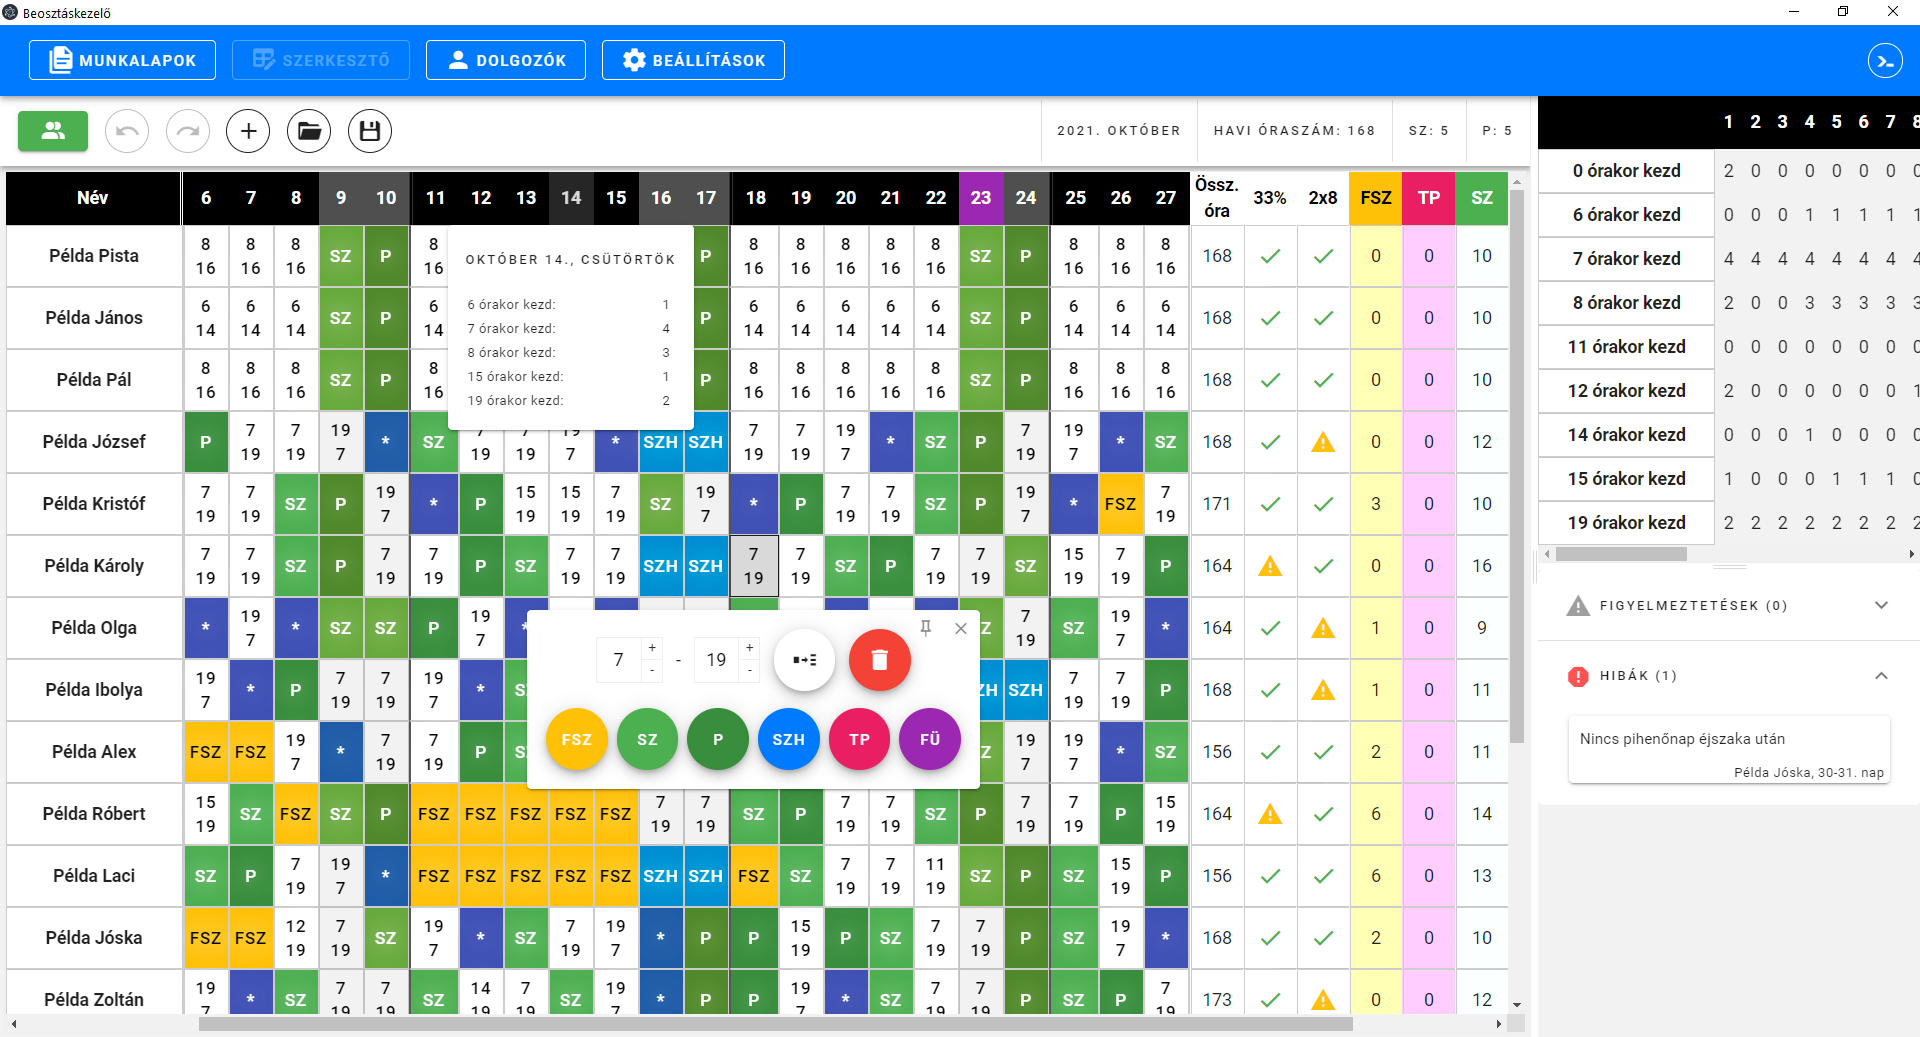 Beosztáskezelő
MUNKALAPOK SZERKESZTŐ DOLGOZÓK BEÁLLÍTÁSOK
2021. OKTÓBER HAVI ÓRASZÁM: 168 SZ: 5 P: 5
Név 6 7 8 9 10 11 12 13 14 15 16 17 18 19 20 21 22 23 24 25 26 27 Össz. óra 33% 2x8 FSZ TP SZ
Példa Pista 8 16 8 16 8 16 SZ P 8 16 P 8 16 8 16 8 16 8 16 8 16 SZ P 8 16 8 16 8 16 168 0 0 10
Példa János 6 14 6 14 6 14 SZ P 6 14 P 6 14 6 14 6 14 6 14 6 14 SZ P 6 14 6 14 6 14 168 0 0 10
Példa Pál 8 16 8 16 8 16 SZ P 8 16 P 8 16 8 16 8 16 8 16 8 16 SZ P 8 16 8 16 8 16 168 0 0 10
Példa József P 7 19 7 19 19 7 * SZ 7 19 7 19 19 7 * SZH SZH 7 19 7 19 19 7 * SZ P 7 19 19 7 * SZ 168 0 0 12
Példa Kristóf 7 19 7 19 SZ P 19 7 * P 15 19 15 19 7 19 SZ 19 7 * P 7 19 7 19 SZ P 19 7 * FSZ 7 19 171 3 0 10
Példa Károly 7 19 7 19 SZ P 7 19 7 19 P SZ 7 19 7 19 SZH SZH 7 19 7 19 SZ P 7 19 7 19 SZ 15 19 7 19 P 164 0 0 16
Példa Olga * 19 7 * SZ SZ P 19 7 * Z 7 19 SZ 19 7 * 164 1 0 9
Példa Ibolya 19 7 * P 7 19 7 19 19 7 * S ZH SZH 7 19 7 19 P 168 1 0 11
Példa Alex FSZ FSZ 19 7 * 7 19 7 19 P S Z 19 7 19 7 * SZ 156 2 0 11
Példa Róbert 15 19 SZ FSZ SZ P FSZ FSZ FSZ FSZ FSZ 7 19 7 19 SZ P 7 19 7 19 SZ P 7 19 7 19 P 15 19 164 6 0 14
Példa Laci SZ P 7 19 19 7 * FSZ FSZ FSZ FSZ FSZ SZH SZH FSZ SZ 7 19 7 19 11 19 SZ P SZ 15 19 P 156 6 0 13
Példa Jóska FSZ FSZ 12 19 7 19 SZ 19 7 * SZ 7 19 19 7 * P P 15 19 P SZ 7 19 7 19 P SZ 19 7 * 168 2 0 10
Példa Zoltán 19 7 * SZ 7 19 7 19 SZ 14 19 7 19 SZ 19 7 * P P 19 7 * SZ 7 19 7 19 P SZ P 7 19 173 0 0 12
OKTÓBER 14., CSÜTÖRTÖK
6 órakor kezd: 1
7 órakor kezd: 4
8 órakor kezd: 3
15 órakor kezd: 1
19 órakor kezd: 2
7 + - - 19 + -
FSZ SZ P SZH TP FÜ
1 2 3 4 5 6 7 8
0 órakor kezd 2 0 0 0 0 0 0 0
6 órakor kezd 0 0 0 1 1 1 1 1
7 órakor kezd 4 4 4 4 4 4 4 4
8 órakor kezd 2 0 0 3 3 3 3 3
11 órakor kezd 0 0 0 0 0 0 0 0
12 órakor kezd 2 0 0 0 0 0 0 1
14 órakor kezd 0 0 0 1 0 0 0 0
15 órakor kezd 1 0 0 0 1 1 1 0
19 órakor kezd 2 2 2 2 2 2 2 2
FIGYELMEZTETÉSEK (0)
HIBÁK (1)
Nincs pihenőnap éjszaka után
Példa Jóska, 30-31. nap